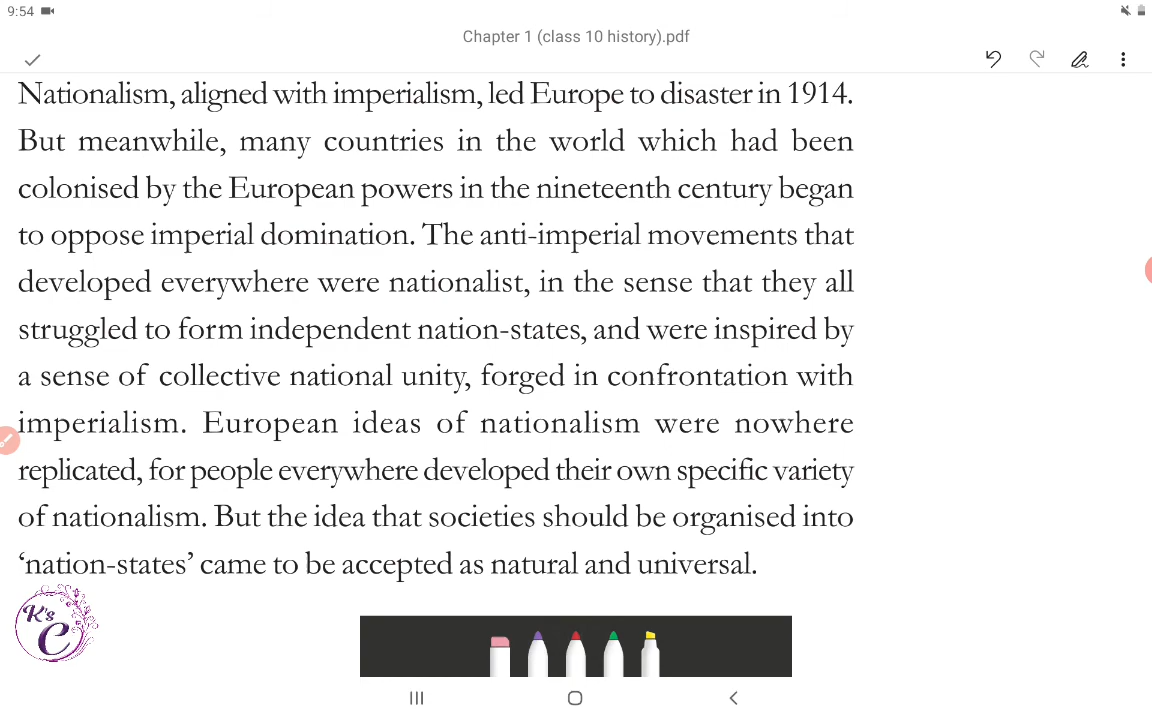 9:54
Chapter 1 (class 10 history).pdf
Nationalism, aligned with imperialism, led Europe to disaster in 1914.
But meanwhile, many countries in the world which had been
colonised by the European powers in the nineteenth century began
to oppose imperial domination. The anti-imperial movements that
developed everywhere were nationalist, in the sense that they all
struggled to form independent nation-states, and were inspired by
a sense of collective national unity, forged in confrontation with
imperialism. European ideas of nationalism were nowhere
replicated, for people everywhere developed their own specific variety
of nationalism. But the idea that societies should be organised into
‘nation-states’ came to be accepted as natural and universal.
K's
C